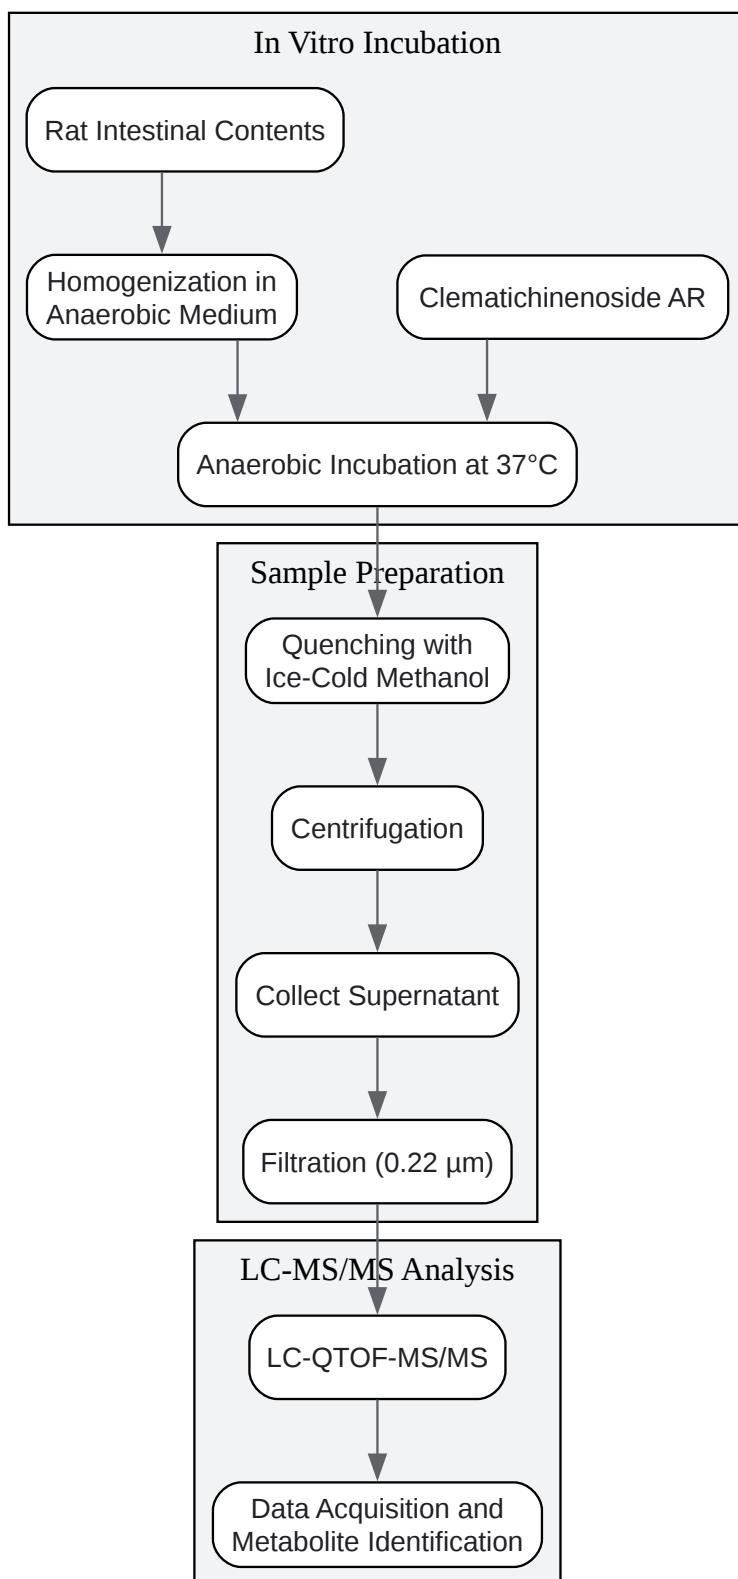 In Vitro Incubation
Rat Intestinal Contents
Homogenization in
Anaerobic Medium
Clematichinenoside AR
Anaerobic Incubation at 37°C
Sample Preparation
Quenching with
Ice-Cold Methanol
Centrifugation
Collect Supernatant
Filtration (0.22 µm)
LC-MS/MS Analysis
LC-QTOF-MS/MS
Data Acquisition and
Metabolite Identification